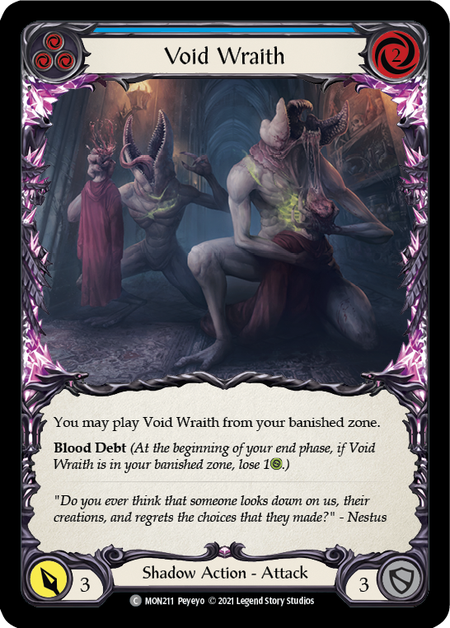 Void Wraith
2
You may play Void Wraith from your banished zone.
Blood Debt (At the beginning of your end phase, if Void
Wraith is in your banished zone, lose 1.)
"Do you ever think that someone looks down on us, their
creations, and regrets the choices that they made?" - Nestus
3
Shadow Action - Attack
3
C MON211 Peyeyo © 2021 Legend Story Studios